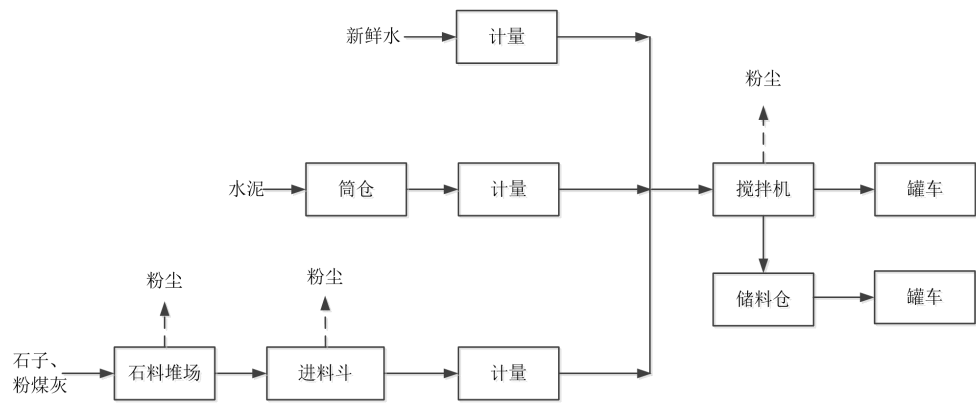 新鲜水
计量
粉尘
水泥
筒仓
计量
搅拌机
罐车
粉尘
粉尘
储料仓
罐车
石子、
粉煤灰
石料堆场
进料斗
计量